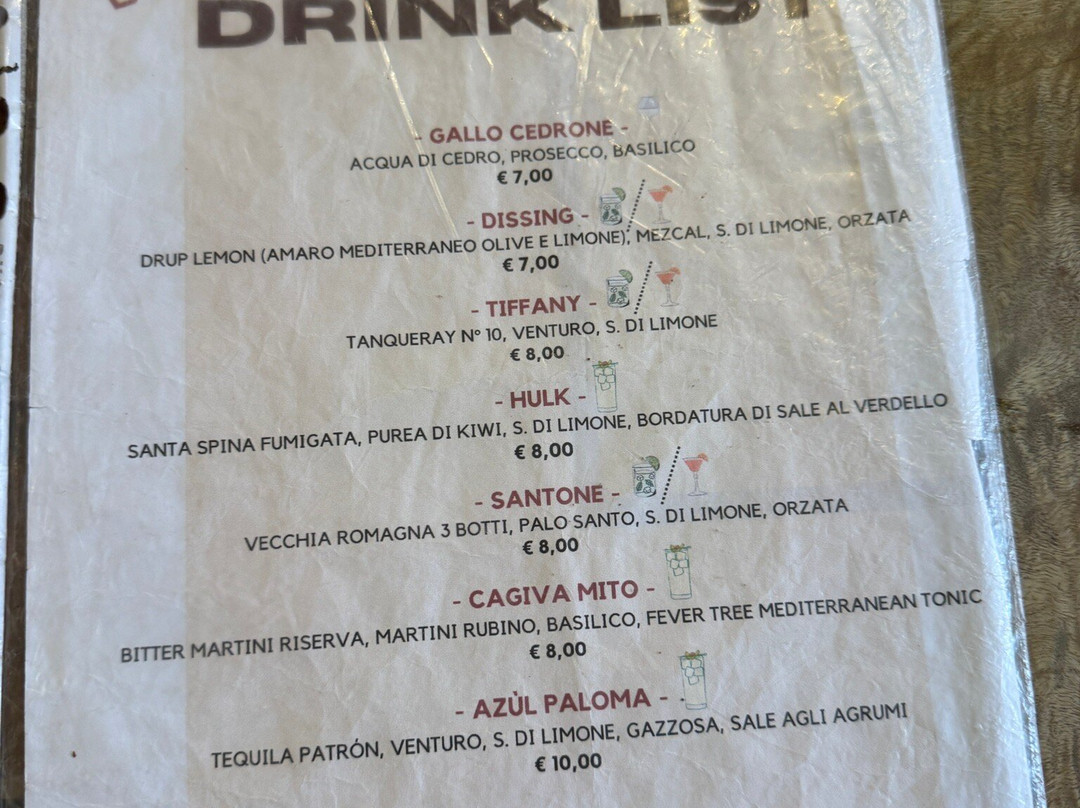 DRINK LIST
- GALLO CEDRONE -
ACQUA DI CEDRO, PROSECCO, BASILICO
€ 7,00
- DISSING -
DRUP LEMON (AMARO MEDITERRANEO OLIVE E LIMONE), MEZCAL, S. DI LIMONE, ORZATA
€ 7,00
- TIFFANY -
TANQUERAY N° 10, VENTURO, S. DI LIMONE
€ 8,00
- HULK -
SANTA SPINA FUMIGATA, PUREA DI KIWI, S. DI LIMONE, BORDATURA DI SALE AL VERDELLO
€ 8,00
- SANTONE -
VECCHIA ROMAGNA 3 BOTTI, PALO SANTO, S. DI LIMONE, ORZATA
€ 8,00
- CAGIVA MITO -
BITTER MARTINI RISERVA, MARTINI RUBINO, BASILICO, FEVER TREE MEDITERRANEAN TONIC
€ 8,00
- AZÙL PALOMA -
TEQUILA PATRÓN, VENTURO, S. DI LIMONE, GAZZOSA, SALE AGLI AGRUMI
€ 10,00